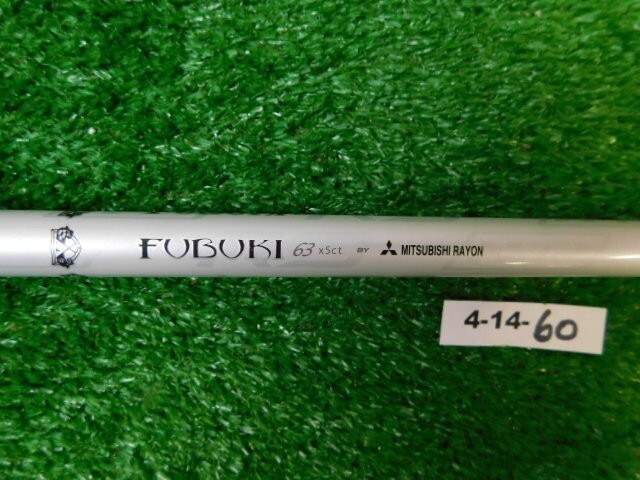 FUBUKI 63 x5ct BY MITSUBISHI RAYON
4-14-60